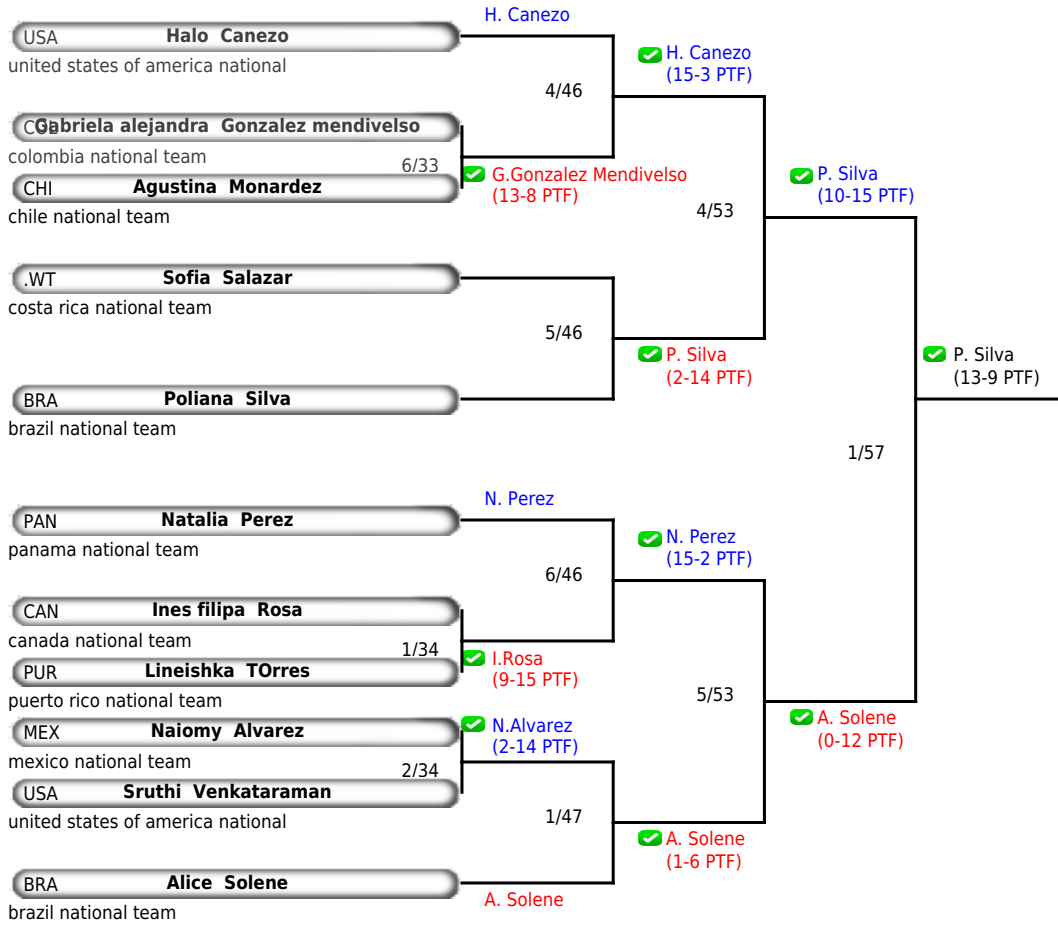 H. Canezo
USA Halo Canezo
united states of america national
H. Canezo
(15-3 PTF)
4/46
Gabriela alejandra Gonzalez mendivelso
colombia national team
6/33
G.Gonzalez Mendivelso
(13-8 PTF)
CHI Agustina Monardez
chile national team
P. Silva
(10-15 PTF)
4/53
.WT Sofia Salazar
costa rica national team
5/46
P. Silva
(2-14 PTF)
P. Silva
(13-9 PTF)
BRA Poliana Silva
brazil national team
1/57
N. Perez
PAN Natalia Perez
panama national team
N. Perez
(15-2 PTF)
6/46
CAN Ines filipa Rosa
canada national team
1/34
I.Rosa
(9-15 PTF)
PUR Lineishka TOrres
puerto rico national team
5/53
MEX Naiomy Alvarez
mexico national team
N.Alvarez
(2-14 PTF)
2/34
A. Solene
(0-12 PTF)
USA Sruthi Venkataraman
united states of america national
1/47
A. Solene
(1-6 PTF)
BRA Alice Solene
brazil national team
A. Solene